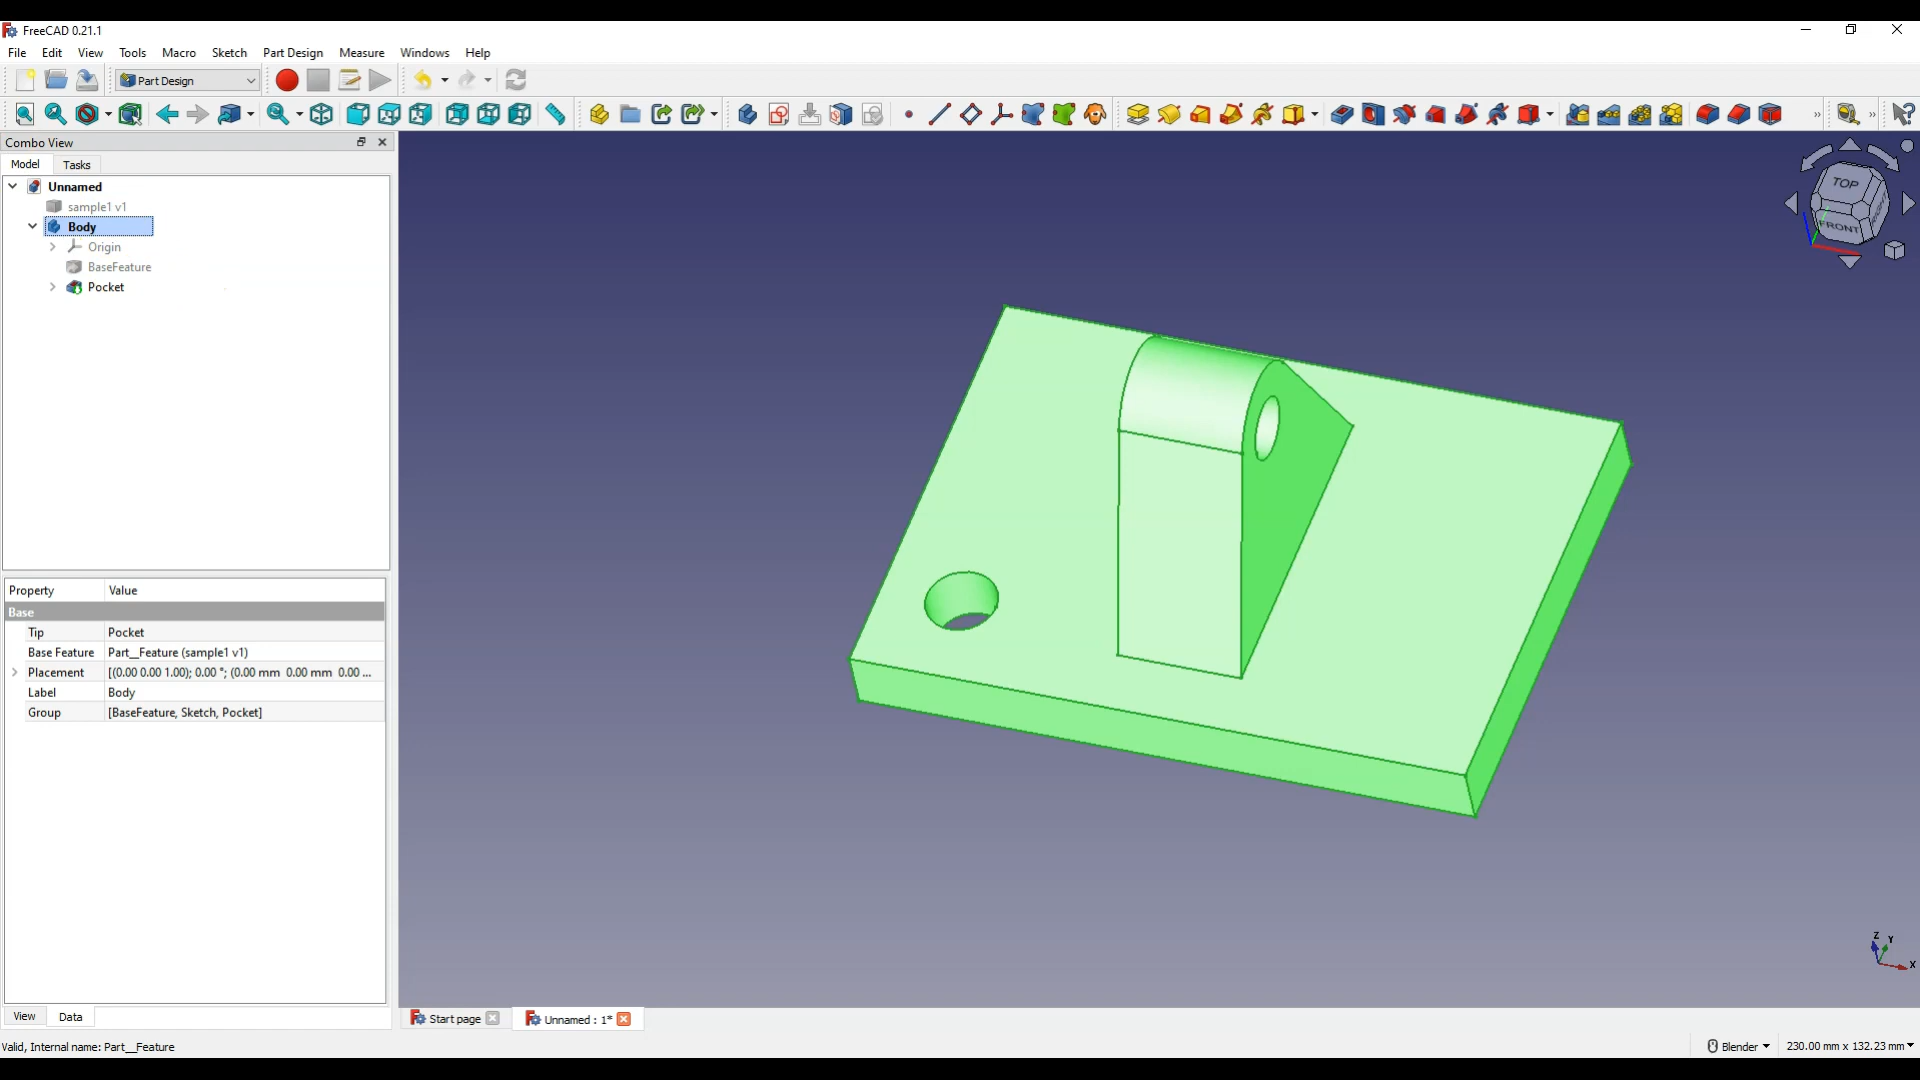 FreeCAD 0.21.1
File Edit View Tools Macro Sketch Part Design Measure Windows Help
Part Design
Combo View
Model Tasks
Unnamed
sample1 v1
Body
Origin
BaseFeature
Pocket
TOP
FRONT
Property Value
Base
Tip Pocket
Base Feature Part__Feature (sample1 v1)
Placement [(0.00 0.00 1.00); 0.00 °; (0.00 mm 0.00 mm 0.00 ...
Label Body
Group [BaseFeature, Sketch, Pocket]
Z Y
X
View Data
Start page Unnamed : 1*
Valid, Internal name: Part__Feature
Blender 230.00 mm x 132.23 mm